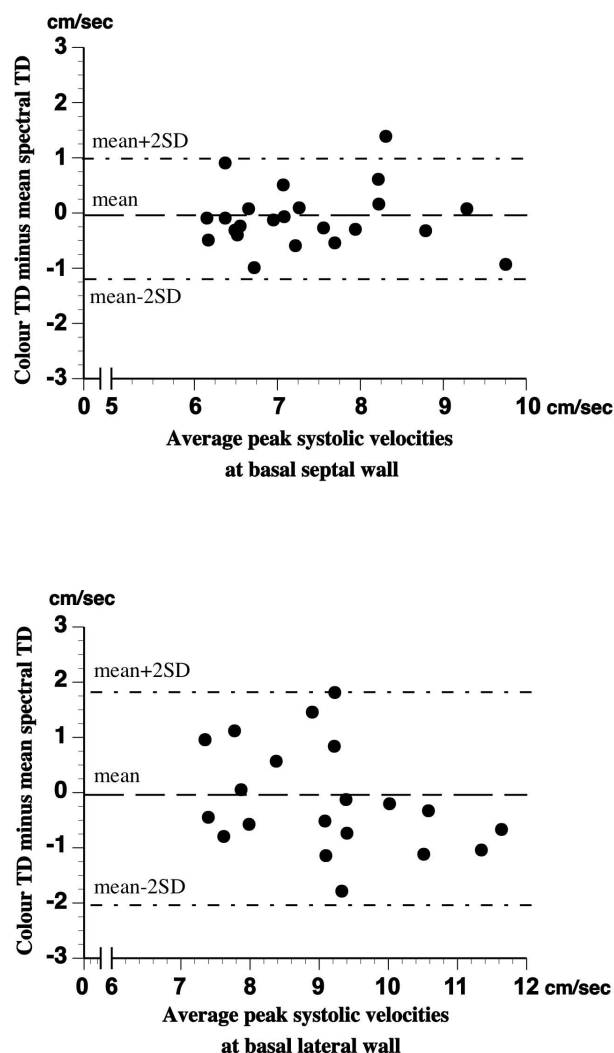 cm/sec
3
2
1
0
-1
-2
-3
Colour TD minus mean spectral TD
mean+2SD
mean
mean-2SD
0 5 6 7 8 9 10 cm/sec
Average peak systolic velocities
at basal septal wall
cm/sec
3
2
1
0
-1
-2
-3
Colour TD minus mean spectral TD
mean+2SD
mean
mean-2SD
0 6 7 8 9 10 11 12 cm/sec
Average peak systolic velocities
at basal lateral wall